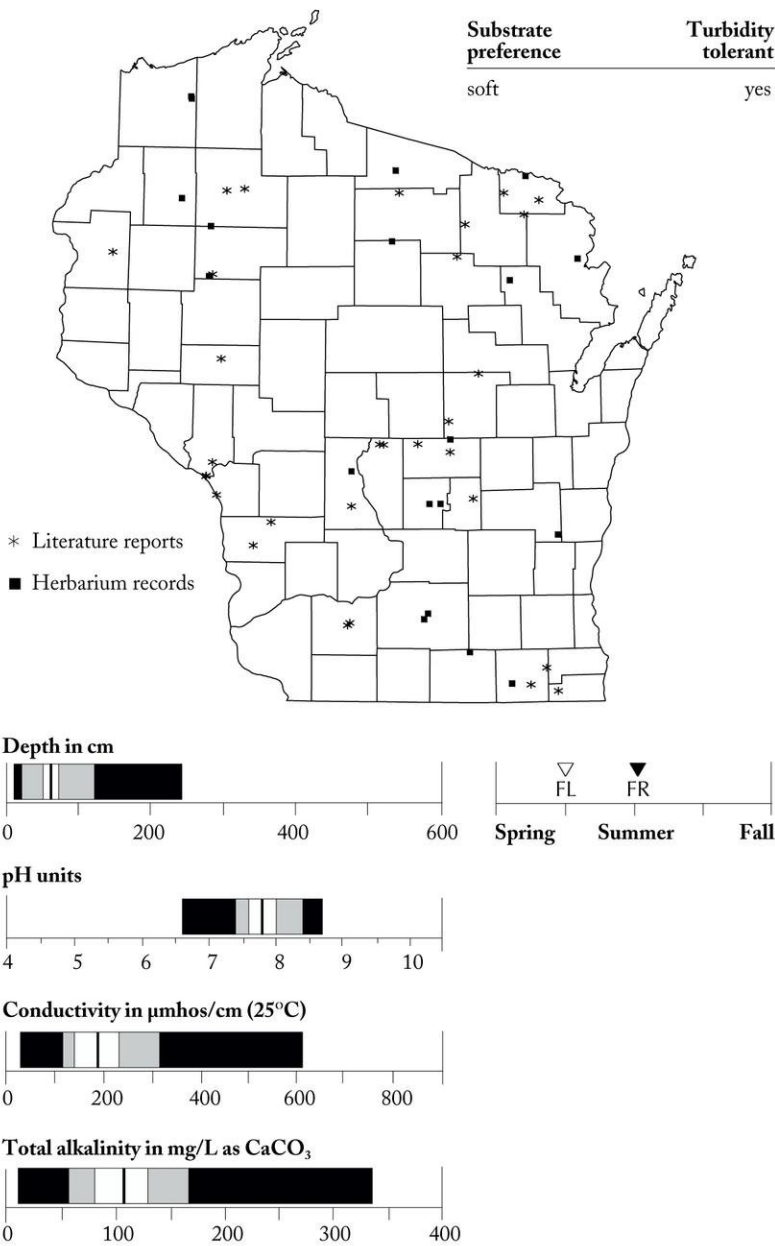 Substrate preference
Turbidity tolerant
soft
yes
* Literature reports
■ Herbarium records
Depth in cm
0 200 400 600
FL FR
Spring Summer Fall
pH units
4 5 6 7 8 9 10
Conductivity in μmhos/cm (25°C)
0 200 400 600 800
Total alkalinity in mg/L as CaCO₃
0 100 200 300 400